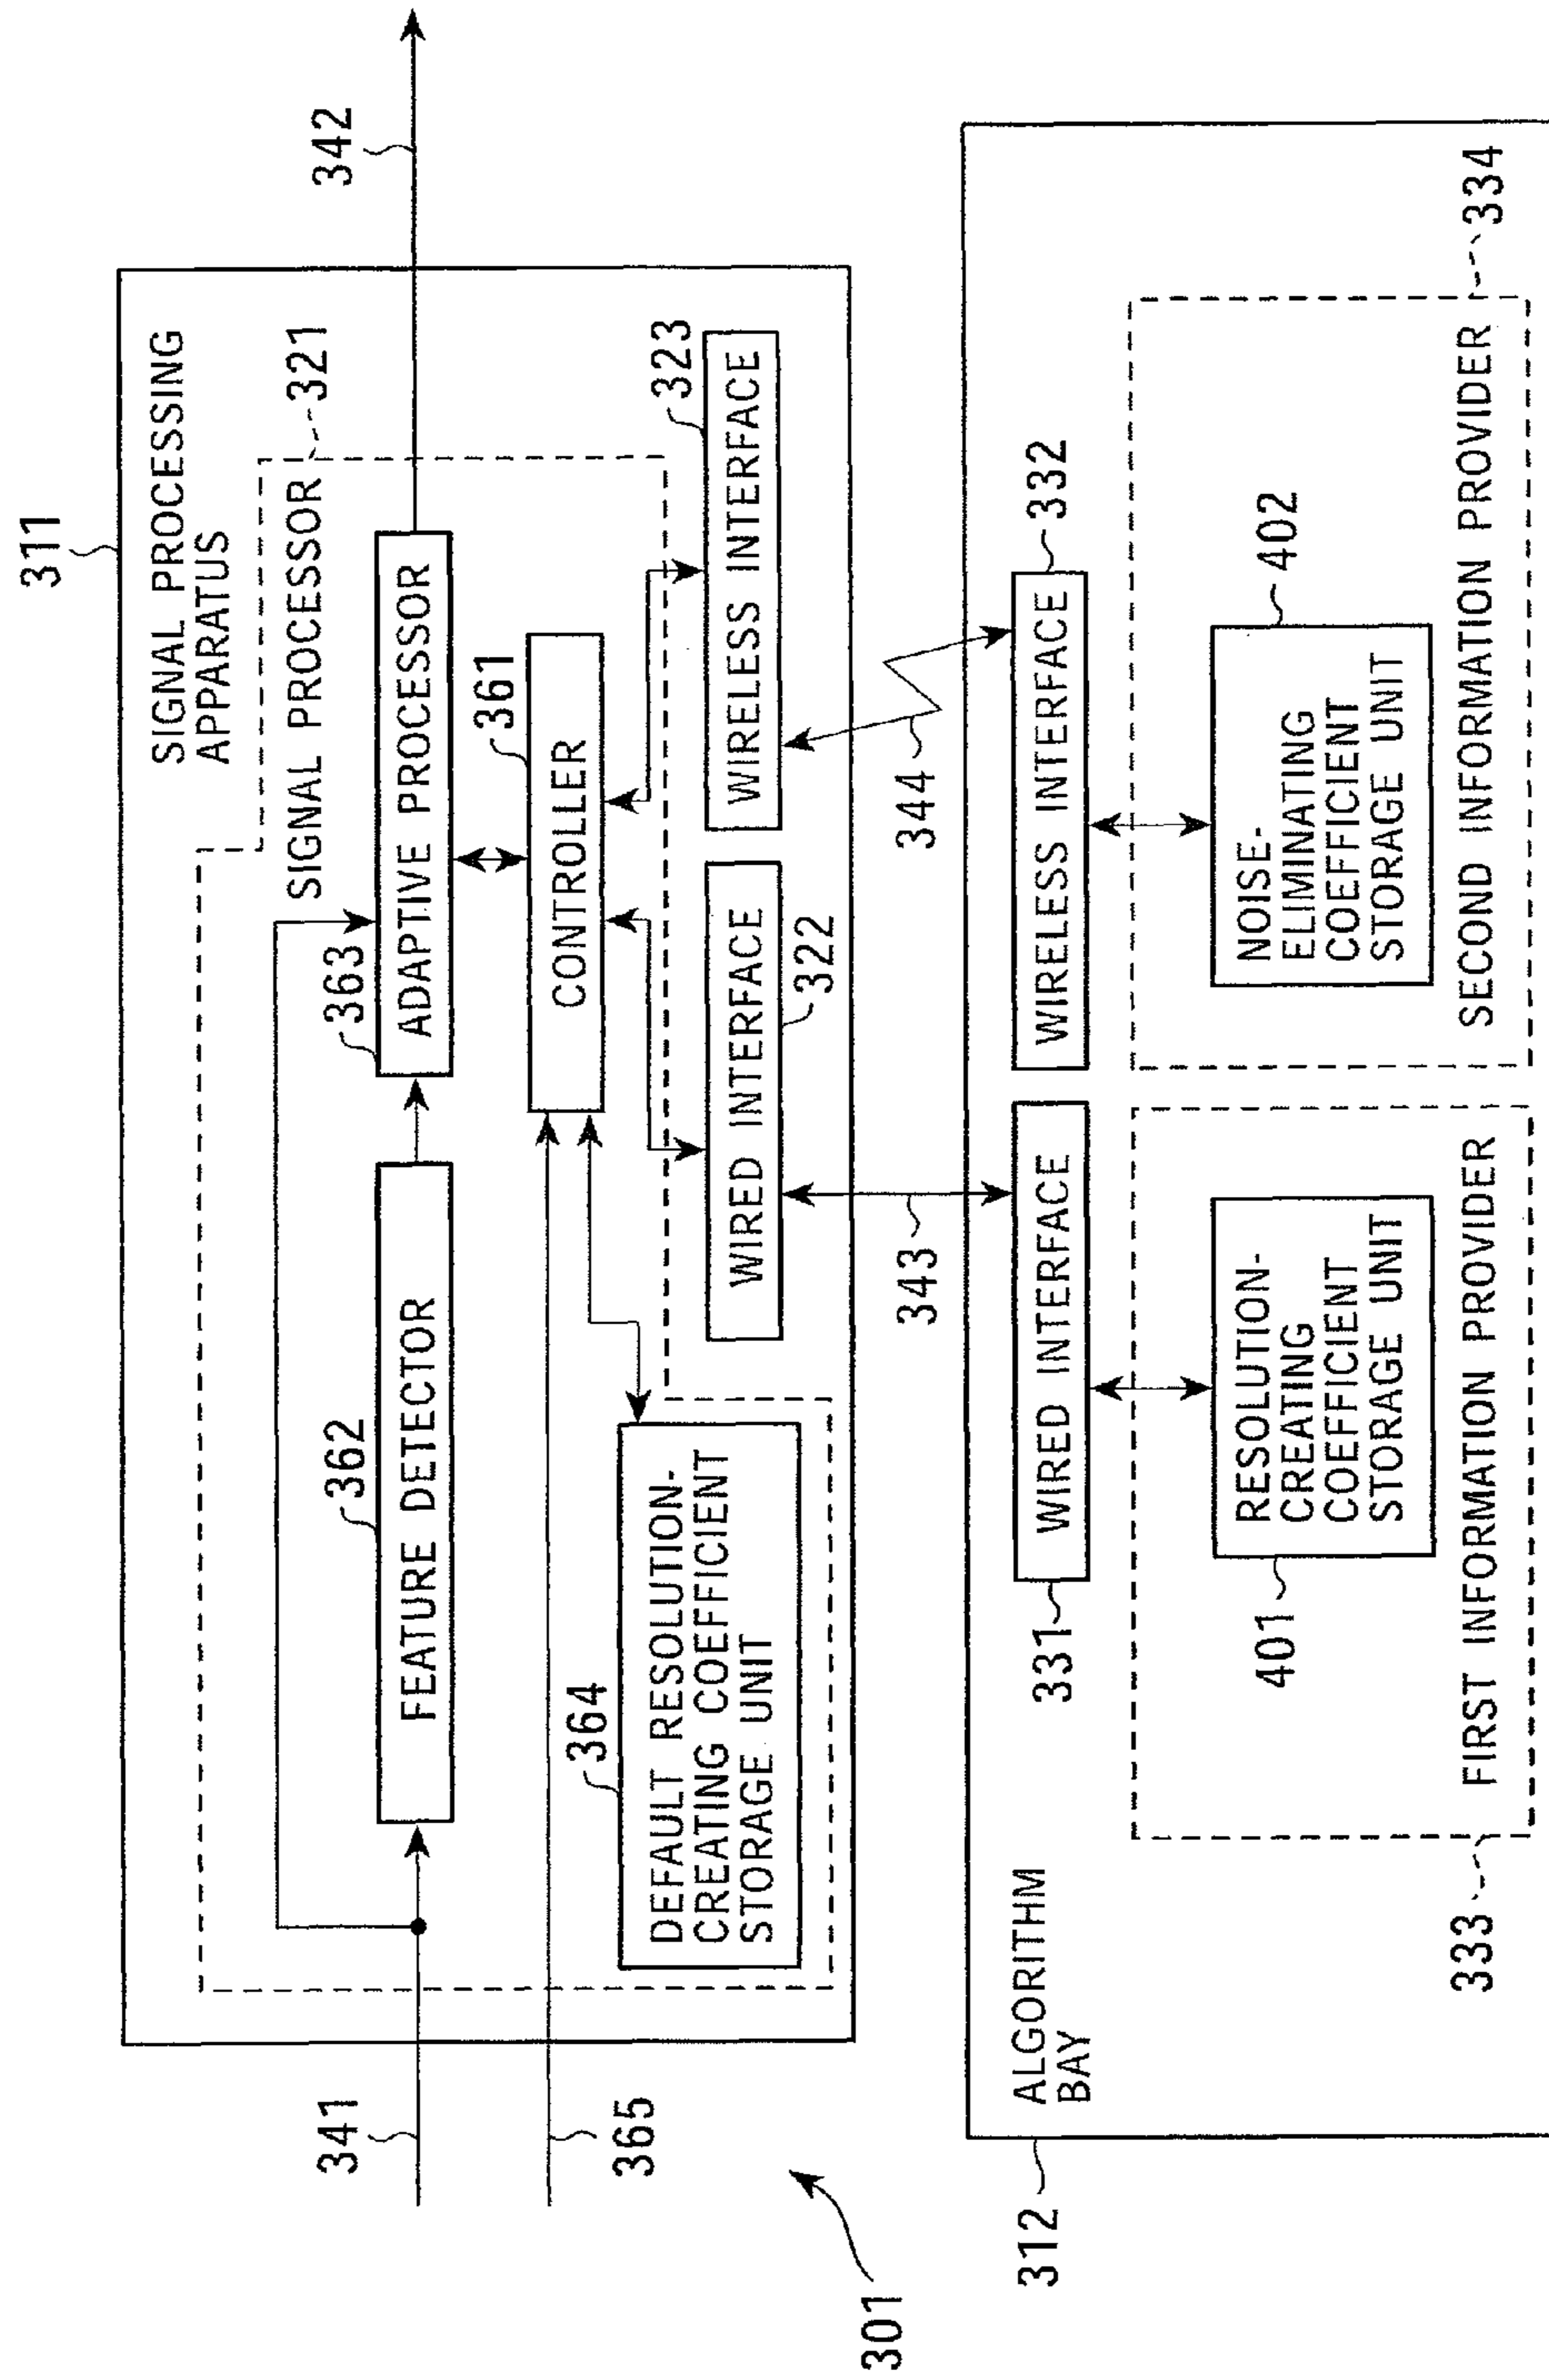 311
SIGNAL PROCESSING
APPARATUS
SIGNAL PROCESSOR
321
342
363
ADAPTIVE PROCESSOR
362
FEATURE DETECTOR
361
CONTROLLER
341
365
364
DEFAULT RESOLUTION-
CREATING COEFFICIENT
STORAGE UNIT
WIRED INTERFACE
322
323
WIRELESS INTERFACE
343
344
301
312
ALGORITHM
BAY
331
WIRED INTERFACE
WIRELESS INTERFACE
332
401
RESOLUTION-
CREATING
COEFFICIENT
STORAGE UNIT
402
NOISE-
ELIMINATING
COEFFICIENT
STORAGE UNIT
333
FIRST INFORMATION PROVIDER
SECOND INFORMATION PROVIDER
334